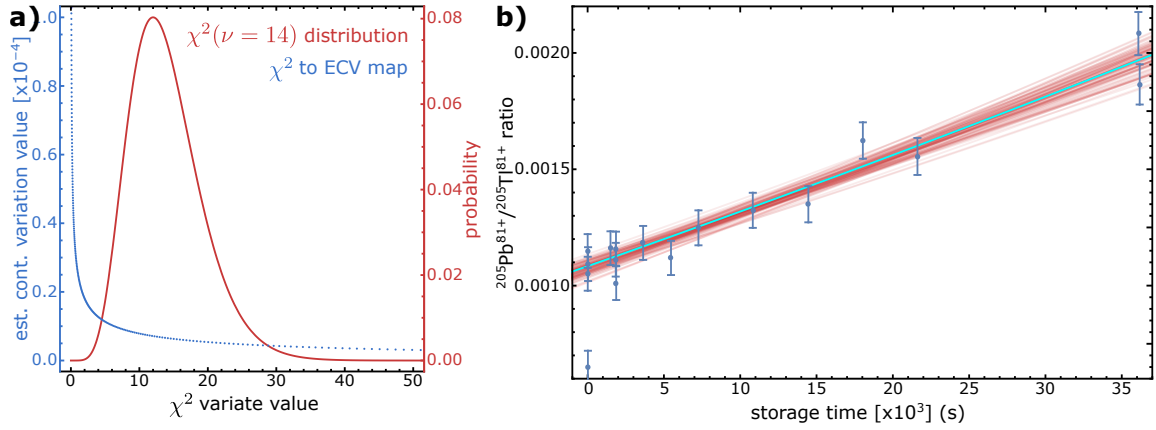 a)
χ²(ν = 14) distribution
χ² to ECV map
est. cont. variation value [x10⁻⁴]
1.0
0.8
0.6
0.4
0.2
0.0
0.08
0.06
0.04
0.02
0.00
probability
0 10 20 30 40 50
χ² variate value
b)
²⁰⁵Pb⁸¹⁺/²⁰⁵Tl⁸¹⁺ ratio
0.0020
0.0015
0.0010
0 5 10 15 20 25 30 35
storage time [x10³] (s)